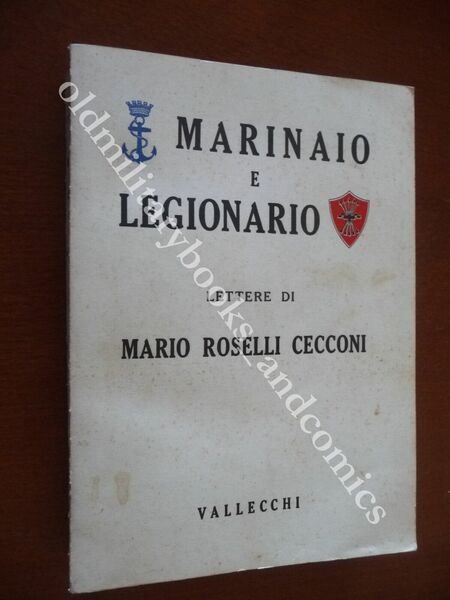 MARINAIO
E
LEGIONARIO
LETTERE DI
MARIO ROSELLI CECCONI
VALLECCHI
oldmilitarybooks_andcomics